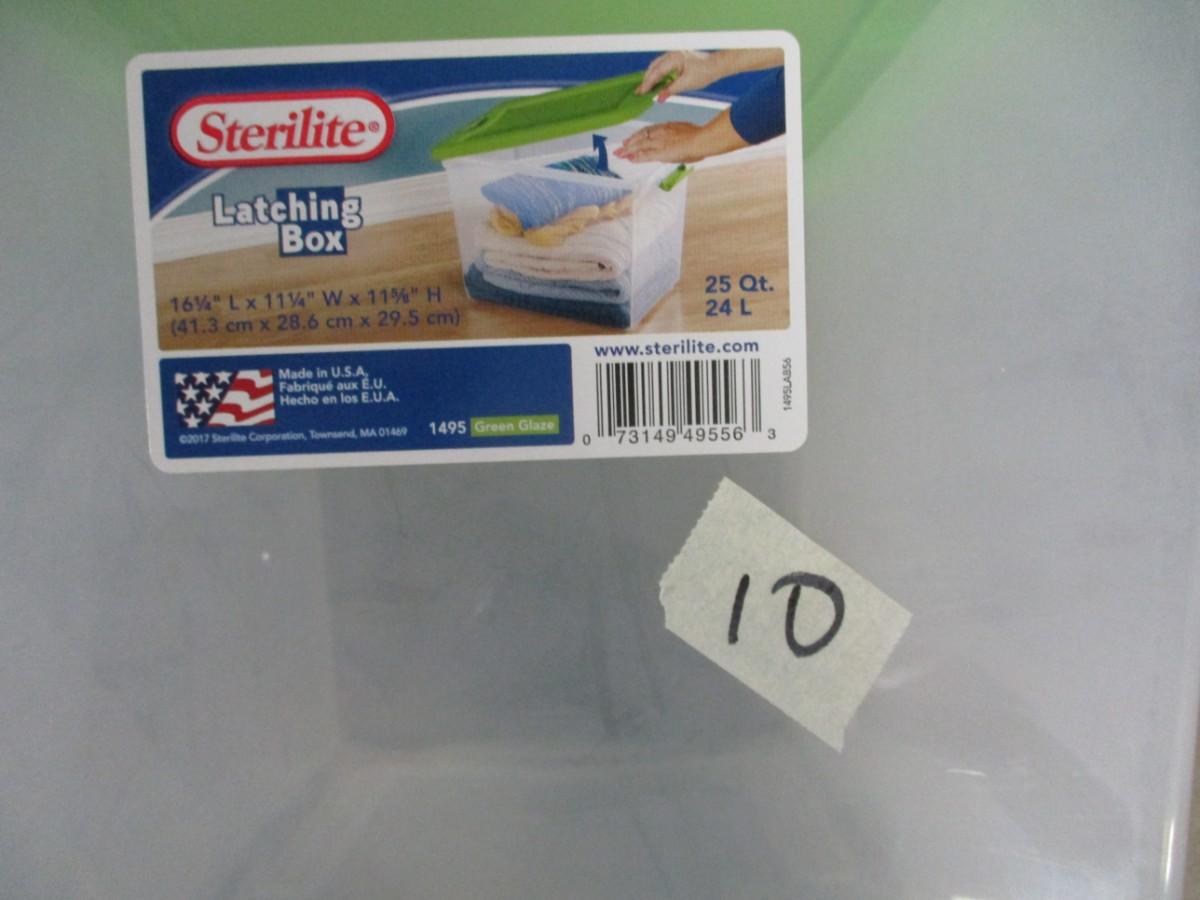 Sterilite®
Latching
Box
16¼" L x 11¼" W x 11⅝" H
(41.3 cm x 28.6 cm x 29.5 cm)
25 Qt.
24 L
Made in U.S.A.
Fabriqué aux É.U.
Hecho en los E.U.A.
©2017 Sterilite Corporation, Townsend, MA 01469
1495 Green Glaze
www.sterilite.com
0 73149 49556 3
1495LAB56
10